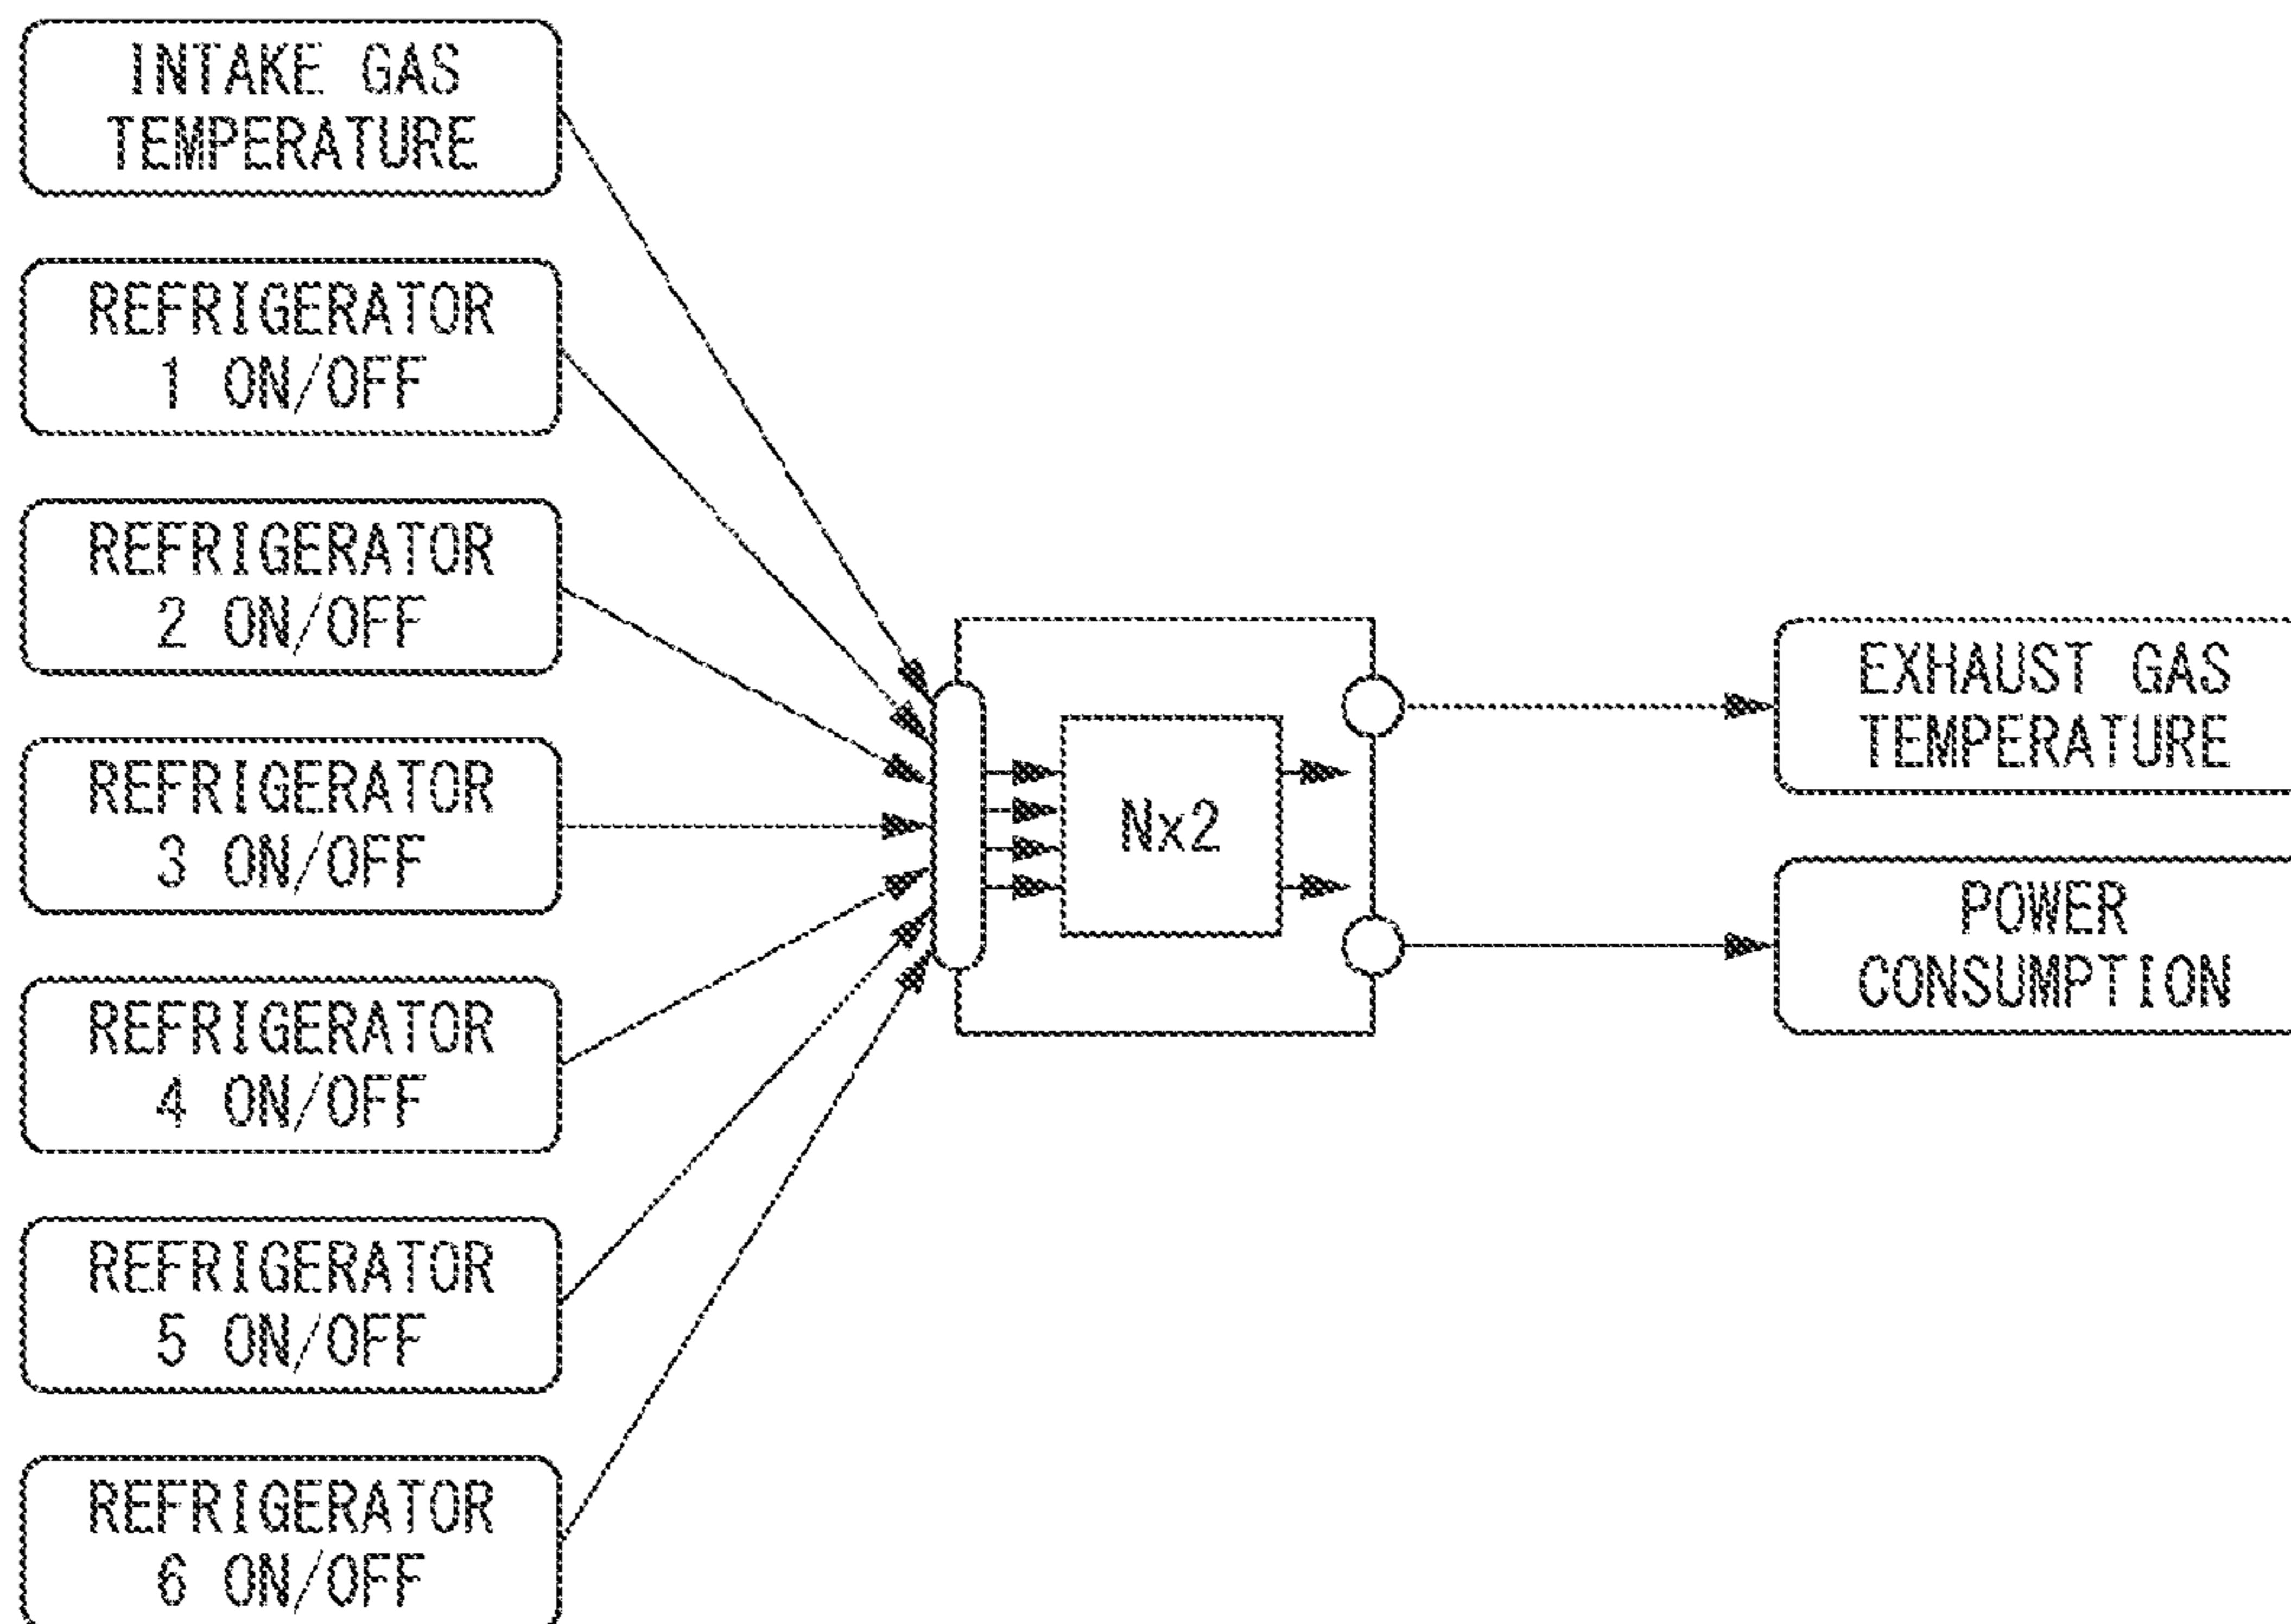 INTAKE GAS
TEMPERATURE
REFRIGERATOR
1 ON/OFF
REFRIGERATOR
2 ON/OFF
REFRIGERATOR
3 ON/OFF
REFRIGERATOR
4 ON/OFF
REFRIGERATOR
5 ON/OFF
REFRIGERATOR
6 ON/OFF
Nx2
EXHAUST GAS
TEMPERATURE
POWER
CONSUMPTION